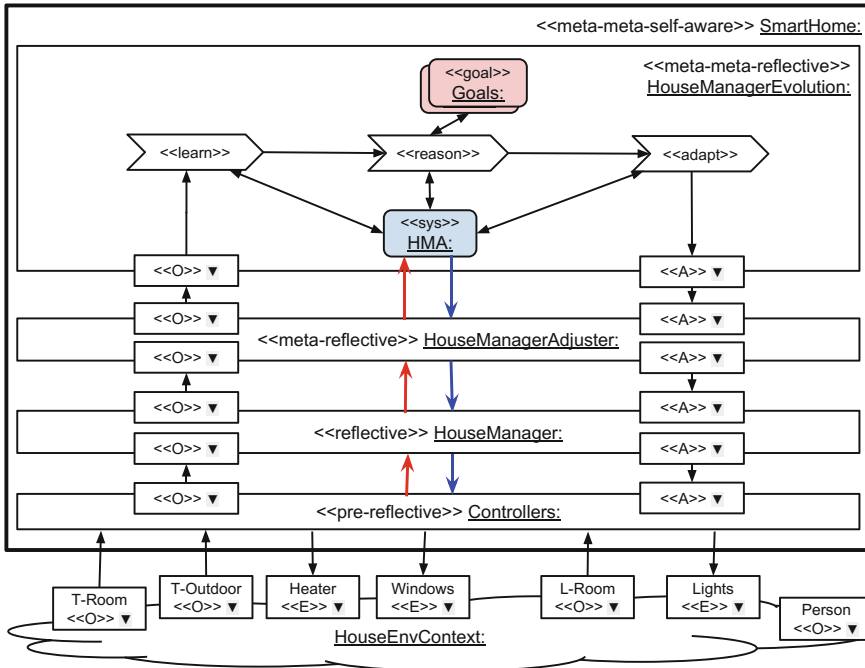 <<meta-meta-self-aware>> SmartHome:
<<meta-meta-reflective>>
HouseManagerEvolution:
<<goal>>
Goals:
<<learn>>
<<reason>>
<<adapt>>
<<sys>>
HMA:
<<O>> ▼
<<A>> ▼
<<O>> ▼
<<A>> ▼
<<meta-reflective>> HouseManagerAdjuster:
<<O>> ▼
<<A>> ▼
<<O>> ▼
<<A>> ▼
<<reflective>> HouseManager:
<<O>> ▼
<<A>> ▼
<<O>> ▼
<<A>> ▼
<<pre-reflective>> Controllers:
T-Room
<<O>> ▼
T-Outdoor
<<O>> ▼
Heater
<<E>> ▼
Windows
<<E>> ▼
L-Room
<<O>> ▼
Lights
<<E>> ▼
Person
<<O>> ▼
HouseEnvContext: